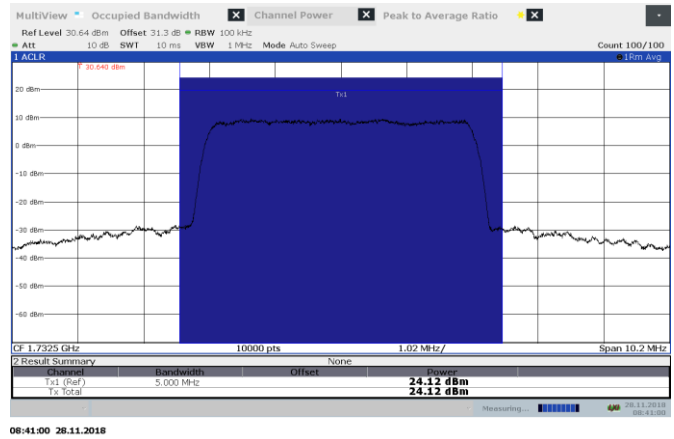 MultiView Occupied Bandwidth X Channel Power X Peak to Average Ratio X
Ref Level 30.64 dBm Offset 31.3 dB RBW 100 kHz
Att 10 dB SWT 10 ms VBW 1 MHz Mode Auto Sweep Count 100/100
1 ACLR 1Rm Avg
30.640 dBm
Tx1
20 dBm
10 dBm
0 dBm
-10 dBm
-20 dBm
-30 dBm
-40 dBm
-50 dBm
-60 dBm
CF 1.7325 GHz 10000 pts 1.02 MHz/ Span 10.2 MHz
2 Result Summary None
Channel Bandwidth Offset Power
Tx1 (Ref) 5.000 MHz 24.12 dBm
Tx Total 24.12 dBm
Measuring... 28.11.2018
08:41:00
08:41:00 28.11.2018